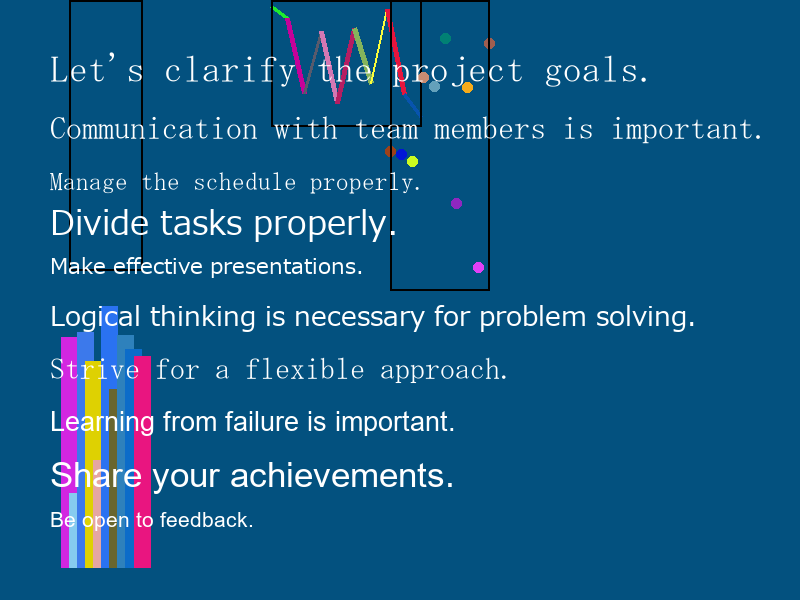 Let's clarify the project goals.
Communication with team members is important.
Manage the schedule properly.
Divide tasks properly.
Make effective presentations.
Logical thinking is necessary for problem solving.
Strive for a flexible approach.
Learning from failure is important.
Share your achievements.
Be open to feedback.